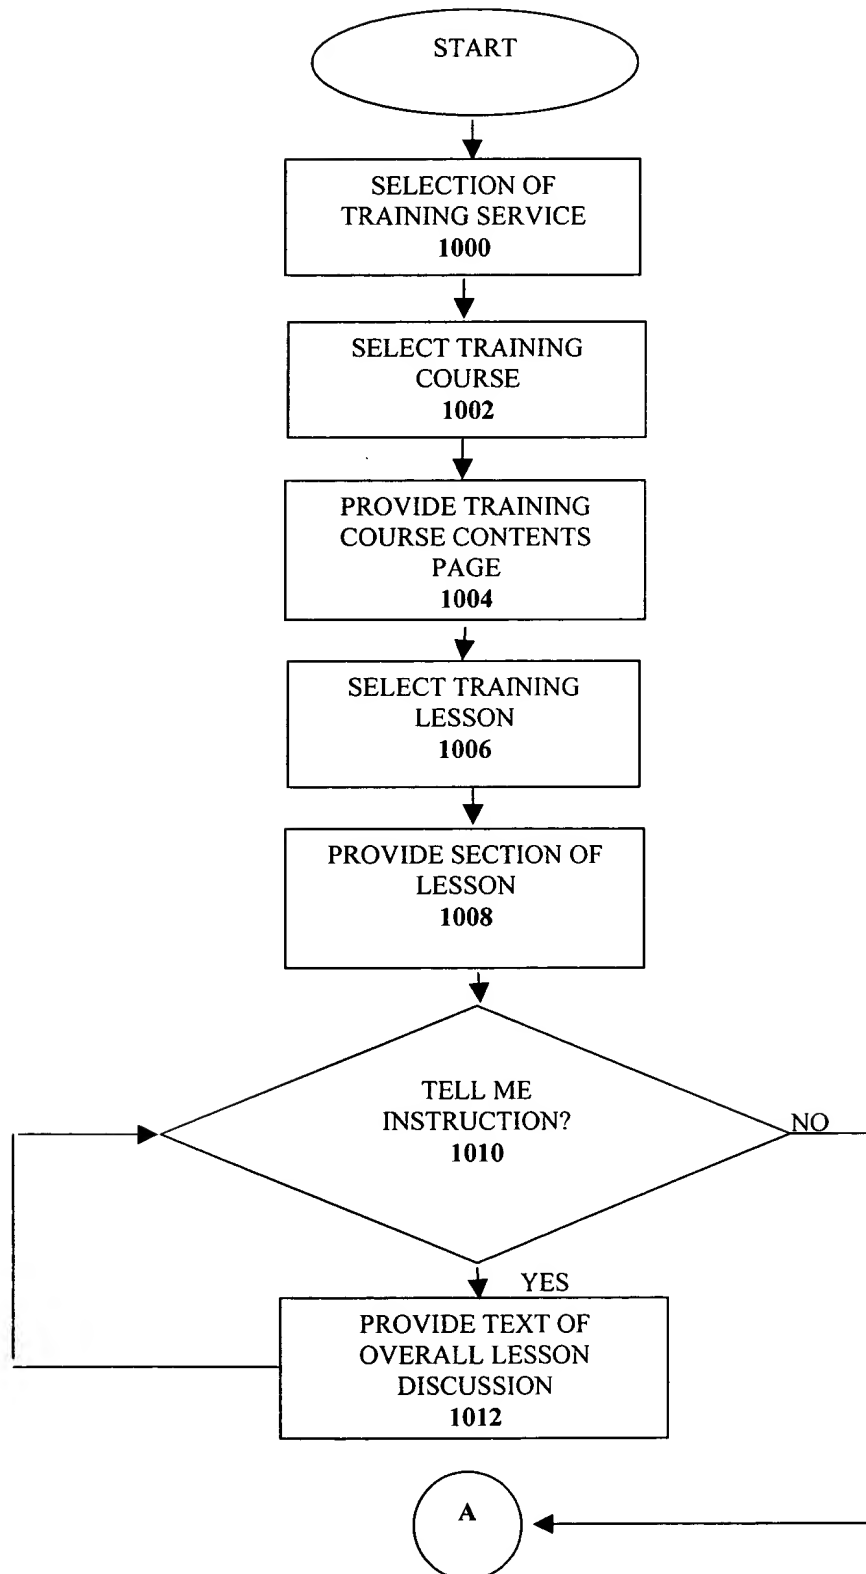 START
SELECTION OF
TRAINING SERVICE
1000
SELECT TRAINING
COURSE
1002
PROVIDE TRAINING
COURSE CONTENTS
PAGE
1004
SELECT TRAINING
LESSON
1006
PROVIDE SECTION OF
LESSON
1008
TELL ME
INSTRUCTION?
1010
NO
YES
PROVIDE TEXT OF
OVERALL LESSON
DISCUSSION
1012
A